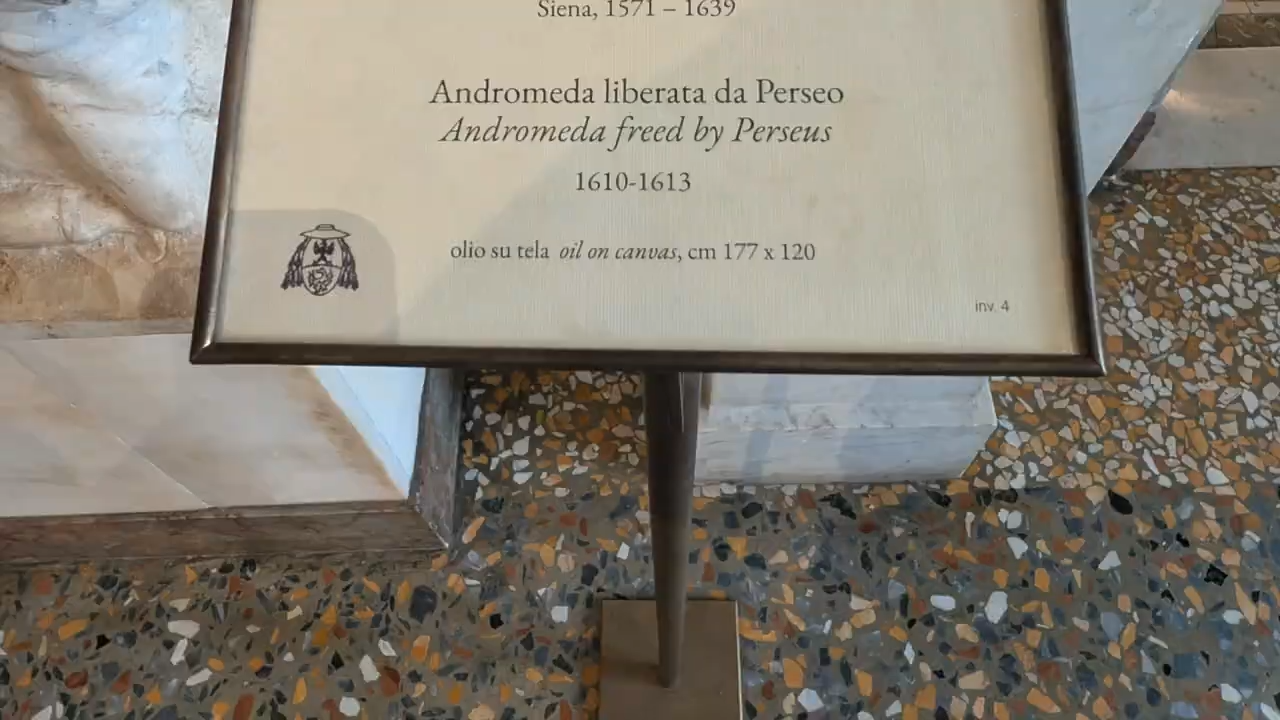 Siena, 1571 – 1639
Andromeda liberata da Perseo
Andromeda freed by Perseus
1610-1613
olio su tela oil on canvas, cm 177 x 120
inv. 4